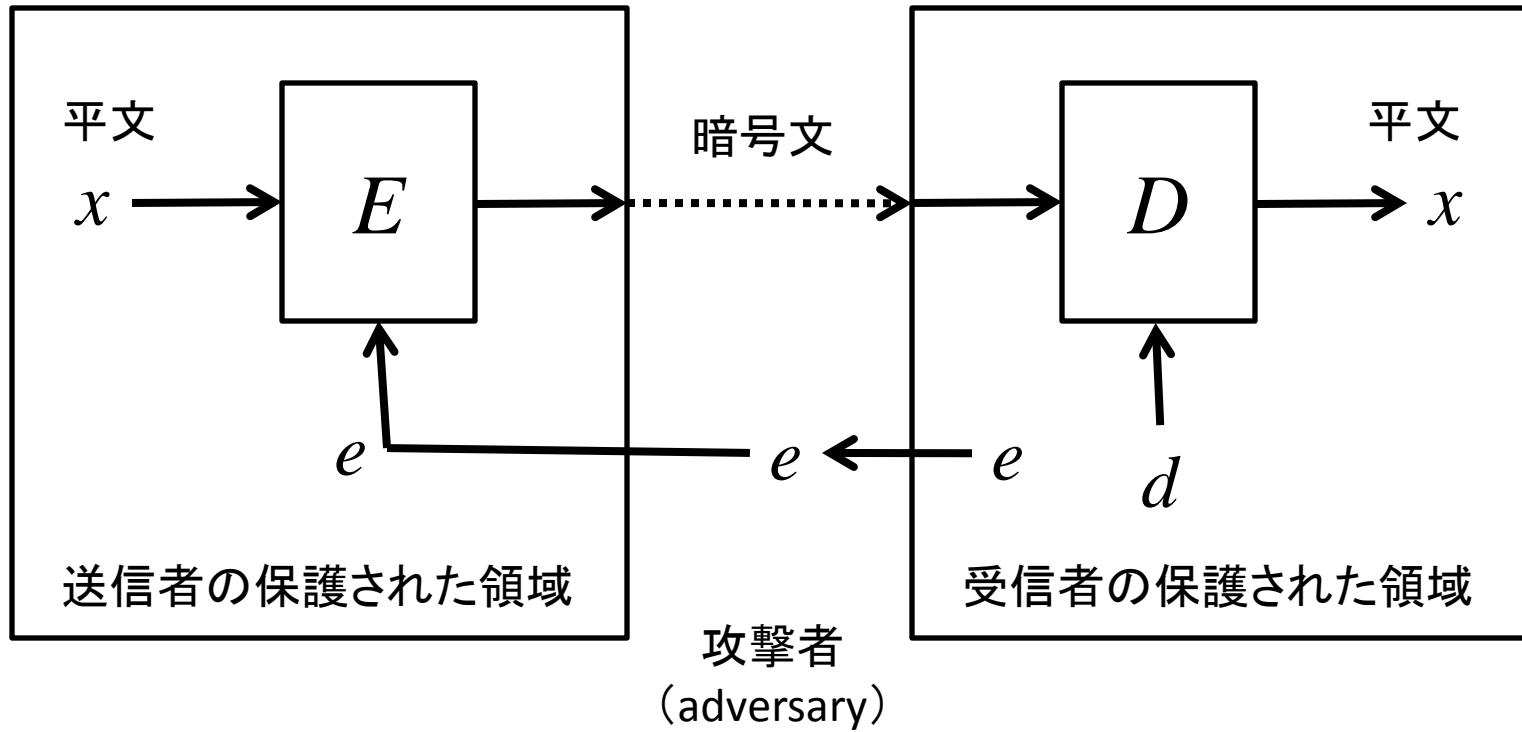 平文
暗号文
平文
x
E
D
x
e
e
e
d
送信者の保護された領域
受信者の保護された領域
攻撃者
（adversary）